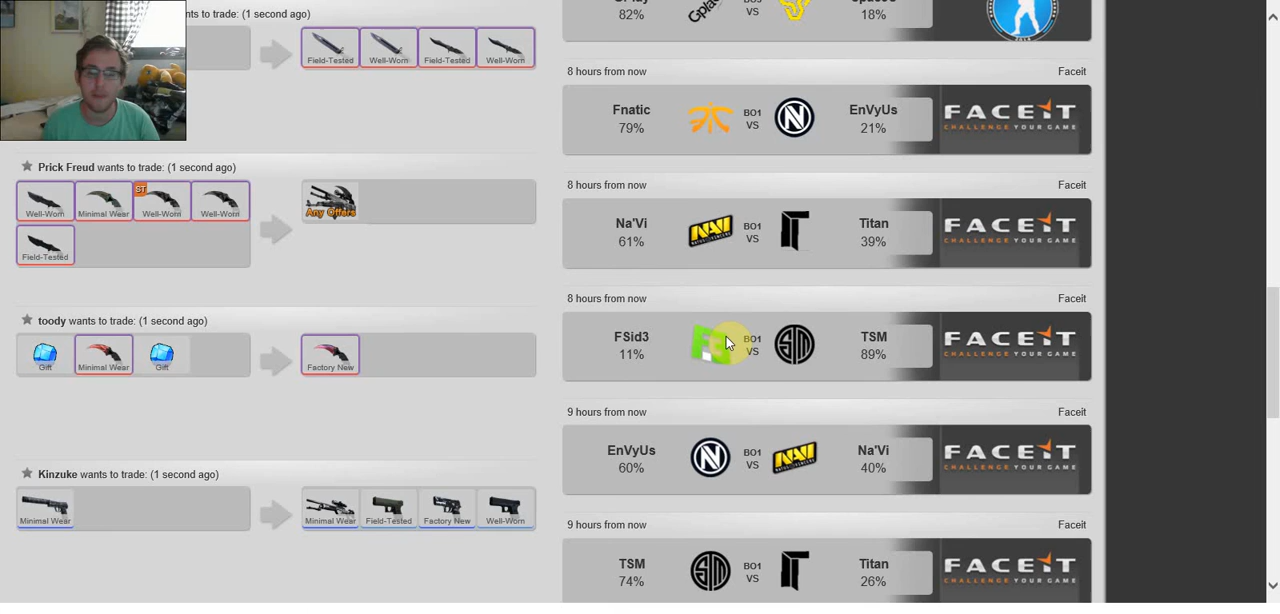 nts to trade: (1 second ago)
Field-Tested Well-Worn Field-Tested Well-Worn
Prick Freud wants to trade: (1 second ago)
ST
Well-Worn Minimal Wear Well-Worn Well-Worn
Any Offers
Field-Tested
toody wants to trade: (1 second ago)
Gift Minimal Wear Gift
Factory New
Kinzuke wants to trade: (1 second ago)
Minimal Wear
Minimal Wear Field-Tested Factory New Well-Worn
82% VS 18%
8 hours from now Faceit
Fnatic BO1 EnVyUs
79% VS 21%
FACEIT
CHALLENGE YOUR GAME
8 hours from now Faceit
Na'Vi NAVI BO1 Titan
61% VS 39%
FACEIT
CHALLENGE YOUR GAME
8 hours from now Faceit
FSid3 BO1 TSM
11% VS 89%
FACEIT
CHALLENGE YOUR GAME
9 hours from now Faceit
EnVyUs BO1 NAVI Na'Vi
60% VS 40%
FACEIT
CHALLENGE YOUR GAME
9 hours from now Faceit
TSM BO1 Titan
74% VS 26%
FACEIT
CHALLENGE YOUR GAME